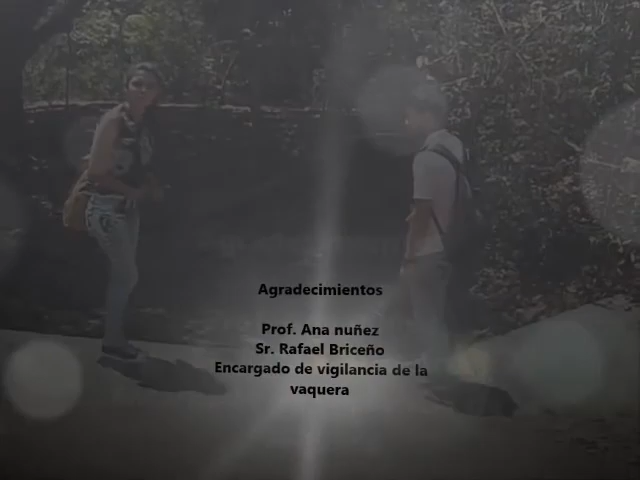 Agradecimientos
Prof. Ana nuñez
Sr. Rafael Briceño
Encargado de vigilancia de la
vaquera